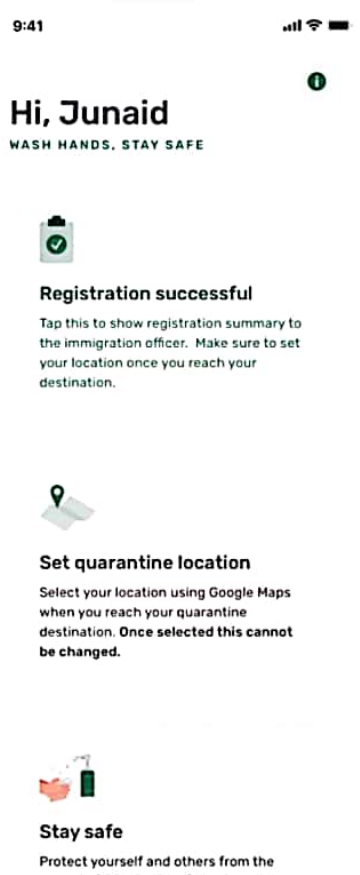 9:41
Hi, Junaid
WASH HANDS, STAY SAFE
Registration successful
Tap this to show registration summary to
the immigration officer. Make sure to set
your location once you reach your
destination.
Set quarantine location
Select your location using Google Maps
when you reach your quarantine
destination. Once selected this cannot
be changed.
Stay safe
Protect yourself and others from the